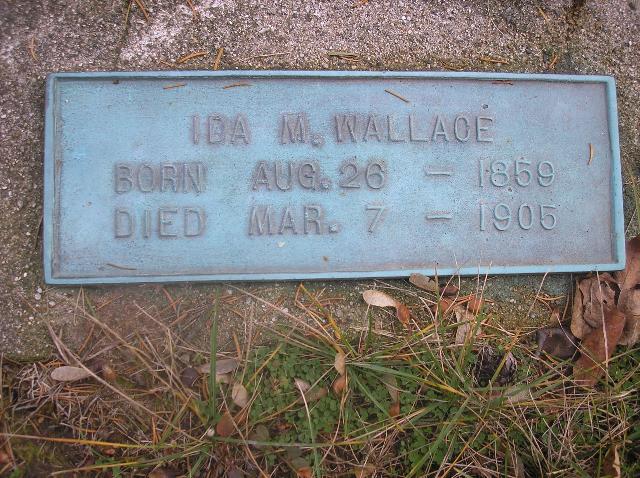 IDA M. WALLACE
BORN AUG. 26 - 1859
DIED MAR. 7 - 1905